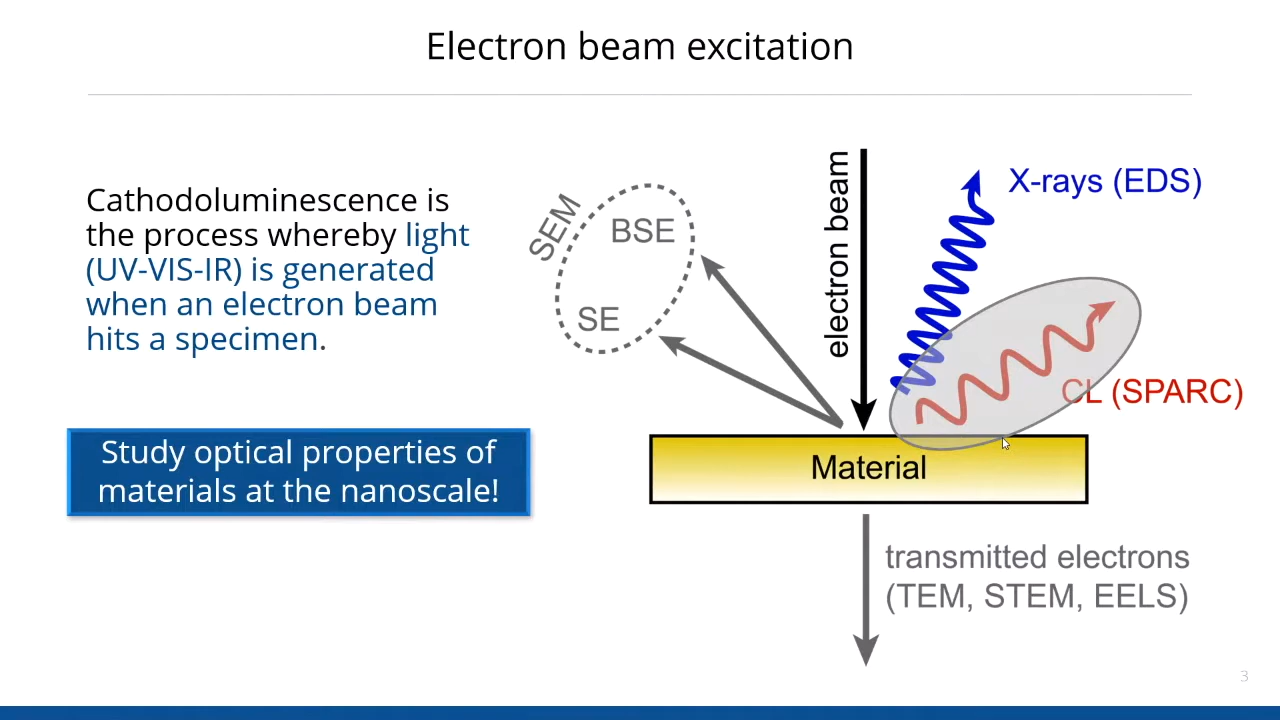 Electron beam excitation
Cathodoluminescence is
the process whereby light
(UV-VIS-IR) is generated
when an electron beam
hits a specimen.
Study optical properties of
materials at the nanoscale!
SEM
BSE
SE
electron beam
X-rays (EDS)
CL (SPARC)
Material
transmitted electrons
(TEM, STEM, EELS)
3